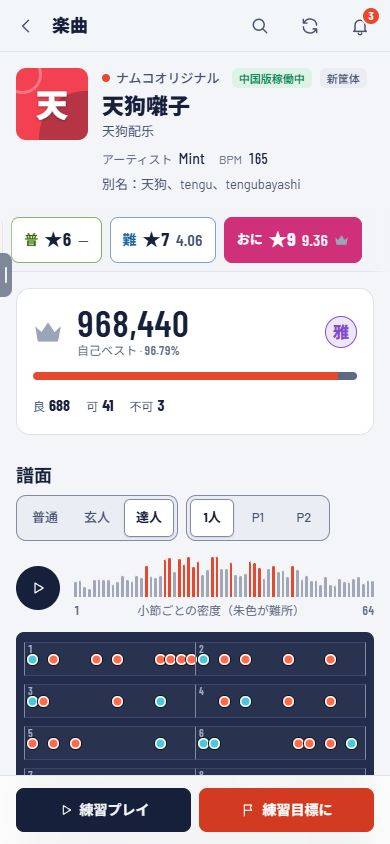 楽曲
3
天
ナムコオリジナル 中国版稼働中 新筐体
天狗囃子
天狗配乐
アーティスト Mint BPM 165
別名：天狗、tengu、tengubayashi
普 ★6 —
難 ★7 4.06
おに ★9 9.36
968,440
自己ベスト · 96.79%
雅
良 688 可 41 不可 3
譜面
普通 玄人 達人 1人 P1 P2
1 小節ごとの密度（朱色が難所） 64
1 2
3 4
5 6
7 8
練習プレイ 練習目標に